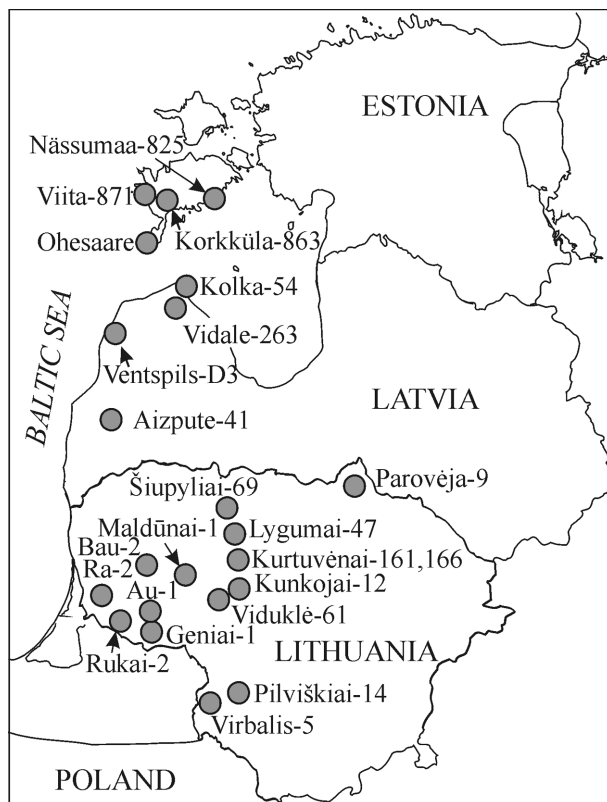 ESTONIA
Nässumaa-825
Viita-871
Korkküla-863
Ohesaare
Kolka-54
Vidale-263
BALTIC SEA
Ventspils-D3
LATVIA
Aizpute-41
Parovėja-9
Šiupyliai-69
Maldūnai-1
Lygumai-47
Bau-2
Kurtuvėnai-161,166
Ra-2
Kunkojai-12
Au-1
Viduklė-61
Geniai-1
LITHUANIA
Rukai-2
Pilviškiai-14
Virbalis-5
POLAND